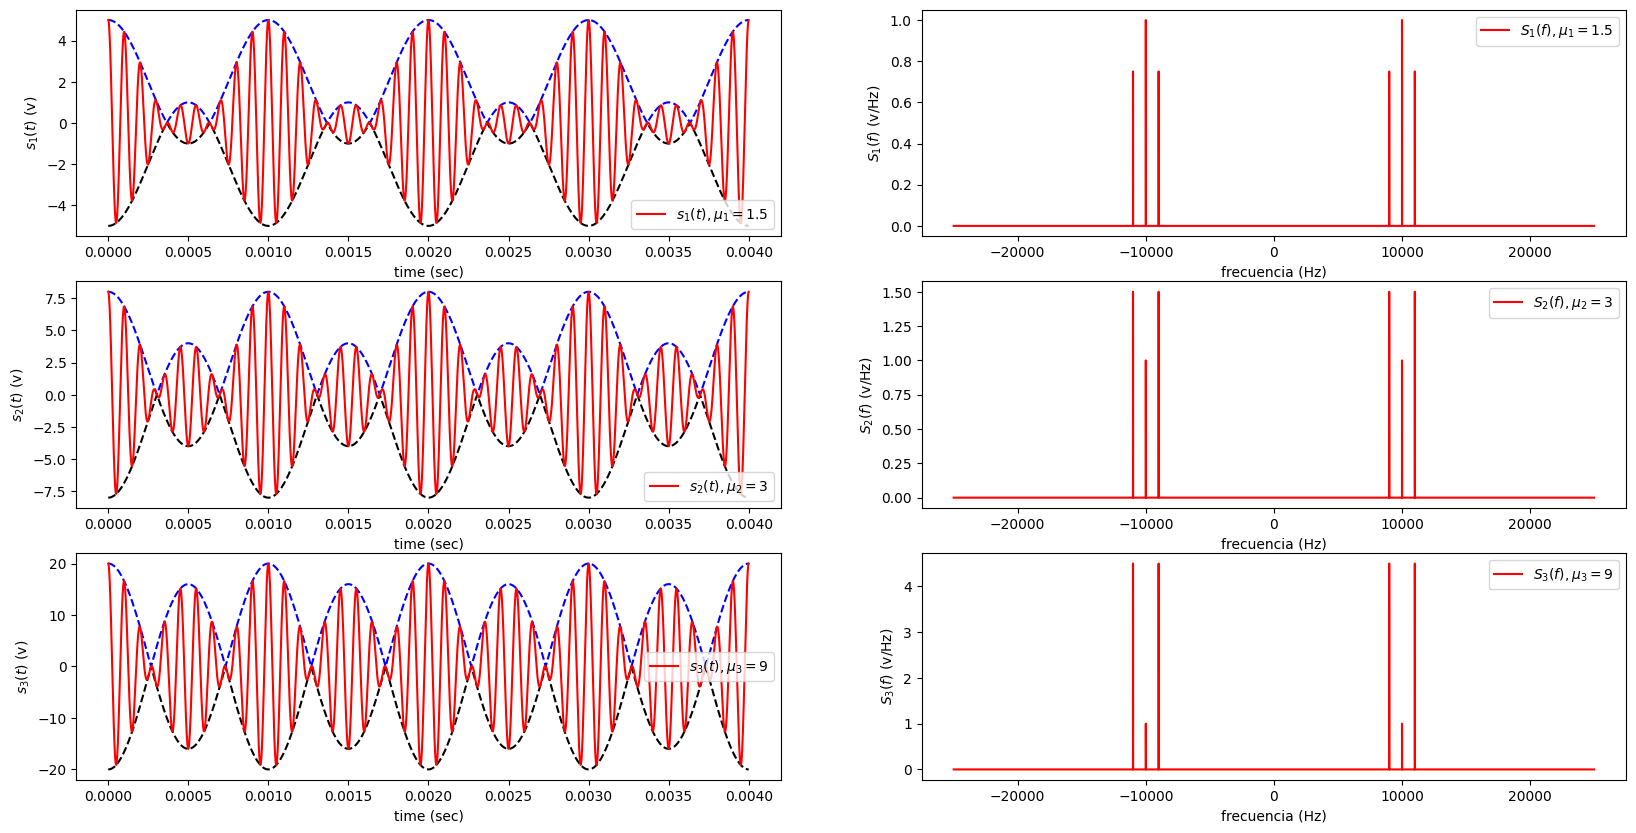 4
2
0
−2
−4
s₁(t) (v)
s₁(t), μ₁ = 1.5
0.0000 0.0005 0.0010 0.0015 0.0020 0.0025 0.0030 0.0035 0.0040
time (sec)
1.0
0.8
0.6
0.4
0.2
0.0
S₁(f) (v/Hz)
S₁(f), μ₁ = 1.5
−20000 −10000 0 10000 20000
frecuencia (Hz)
7.5
5.0
2.5
0.0
−2.5
−5.0
−7.5
s₂(t) (v)
s₂(t), μ₂ = 3
0.0000 0.0005 0.0010 0.0015 0.0020 0.0025 0.0030 0.0035 0.0040
time (sec)
1.50
1.25
1.00
0.75
0.50
0.25
0.00
S₂(f) (v/Hz)
S₂(f), μ₂ = 3
−20000 −10000 0 10000 20000
frecuencia (Hz)
20
10
0
−10
−20
s₃(t) (v)
s₃(t), μ₃ = 9
0.0000 0.0005 0.0010 0.0015 0.0020 0.0025 0.0030 0.0035 0.0040
time (sec)
4
3
2
1
0
S₃(f) (v/Hz)
S₃(f), μ₃ = 9
−20000 −10000 0 10000 20000
frecuencia (Hz)